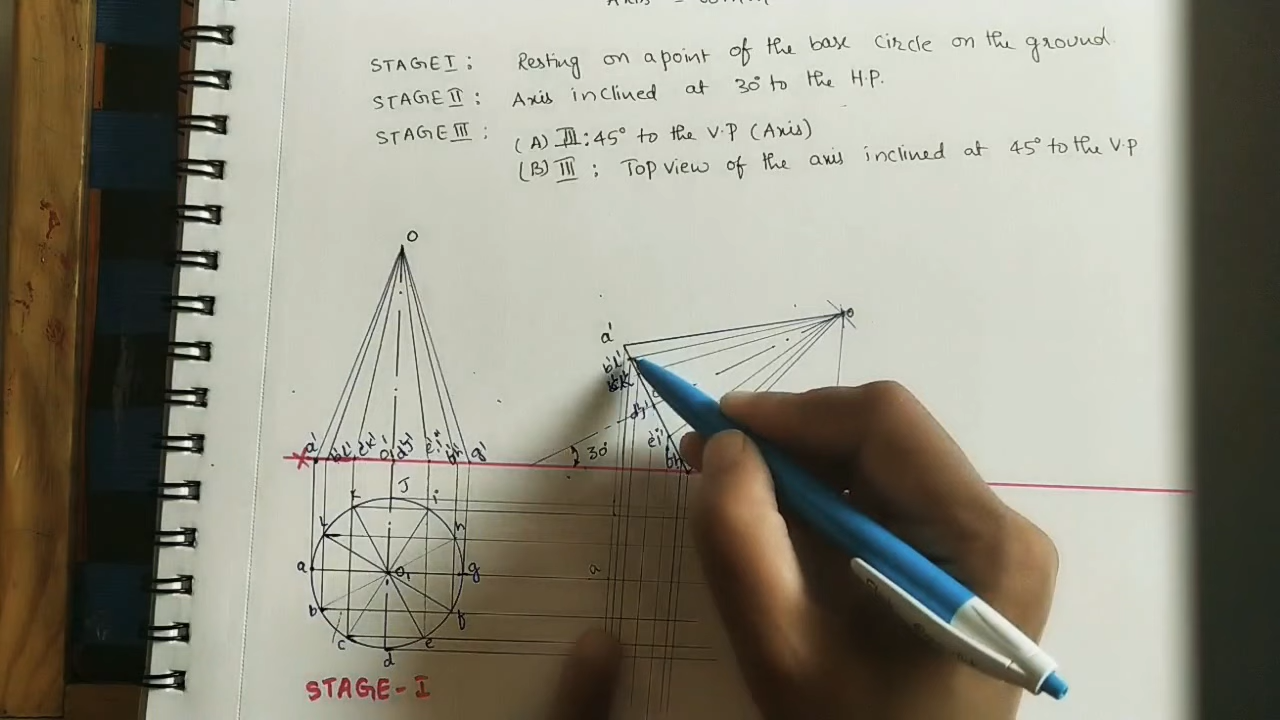 STAGE I : Resting on a point of the base circle on the ground.
STAGE II : Axis inclined at 30° to the H.P.
STAGE III : (A) III : 45° to the V.P (Axis)
(B) III : Top view of the axis inclined at 45° to the V.P
O
O
a'
b'l'
d'j'
e'i'
30°
X a' b'l' c'k' o' d'j' e'i' g'
J
k i
l h
a O1 g a
b f
c e
d
STAGE - I